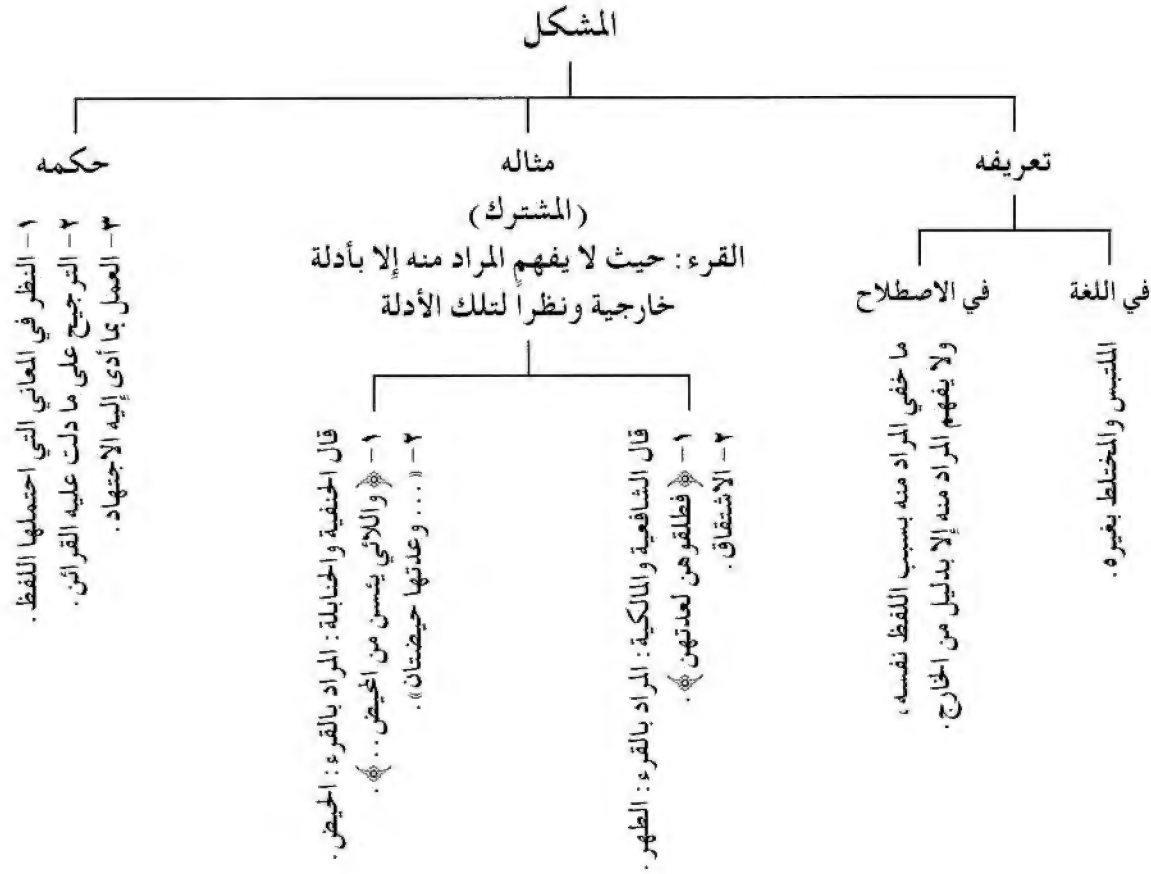 المشكل
تعريفه
في اللغة
الملتبس والمختلط بغيره.
في الاصطلاح
ما خفي المراد منه بسبب اللفظ نفسه،
ولا يفهم المراد منه إلا بدليل من الخارج.
مثاله
(المشترك)
القرء: حيث لا يفهم المراد منه إلا بأدلة
خارجية ونظراً لتلك الأدلة
قال الشافعية والمالكية: المراد بالقرء: الطهر.
١- ﴿فطلقوهن لعدتهن﴾.
٢- الاشتقاق.
قال الحنفية والحنابلة: المراد بالقرء: الحيض.
١- ﴿واللائي يئسن من المحيض..﴾.
٢- «... وعدتها حيضتان».
حكمه
١- النظر في المعاني التي احتملها اللفظ.
٢- الترجيح على ما دلت عليه القرائن.
٣- العمل بما أدى إليه الاجتهاد.